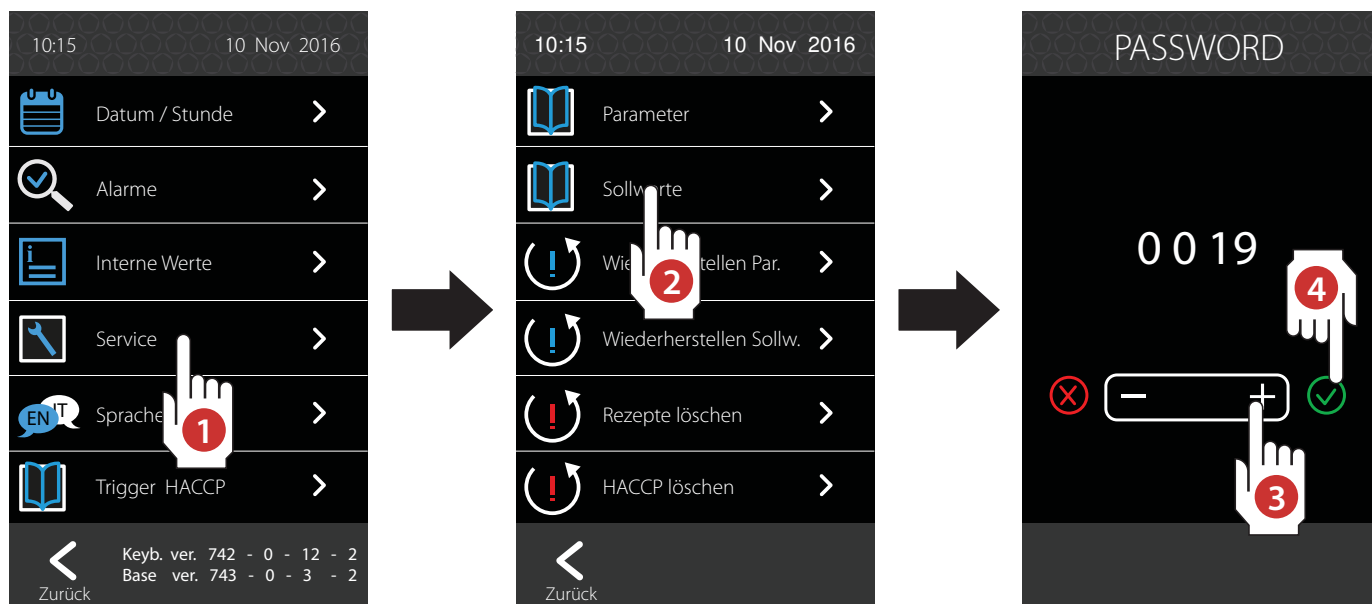 10:15 10 Nov 2016
Datum / Stunde
Alarme
i
Interne Werte
Service
EN IT
Sprache
1
Trigger HACCP
Zurück
Keyb. ver. 742 - 0 - 12 - 2
Base ver. 743 - 0 - 3 - 2
10:15 10 Nov 2016
Parameter
Sollwerte
2
! Par.
! Wiederherstellen Sollw.
! Rezepte löschen
! HACCP löschen
Zurück
PASSWORD
0 0 19
4
− +
3